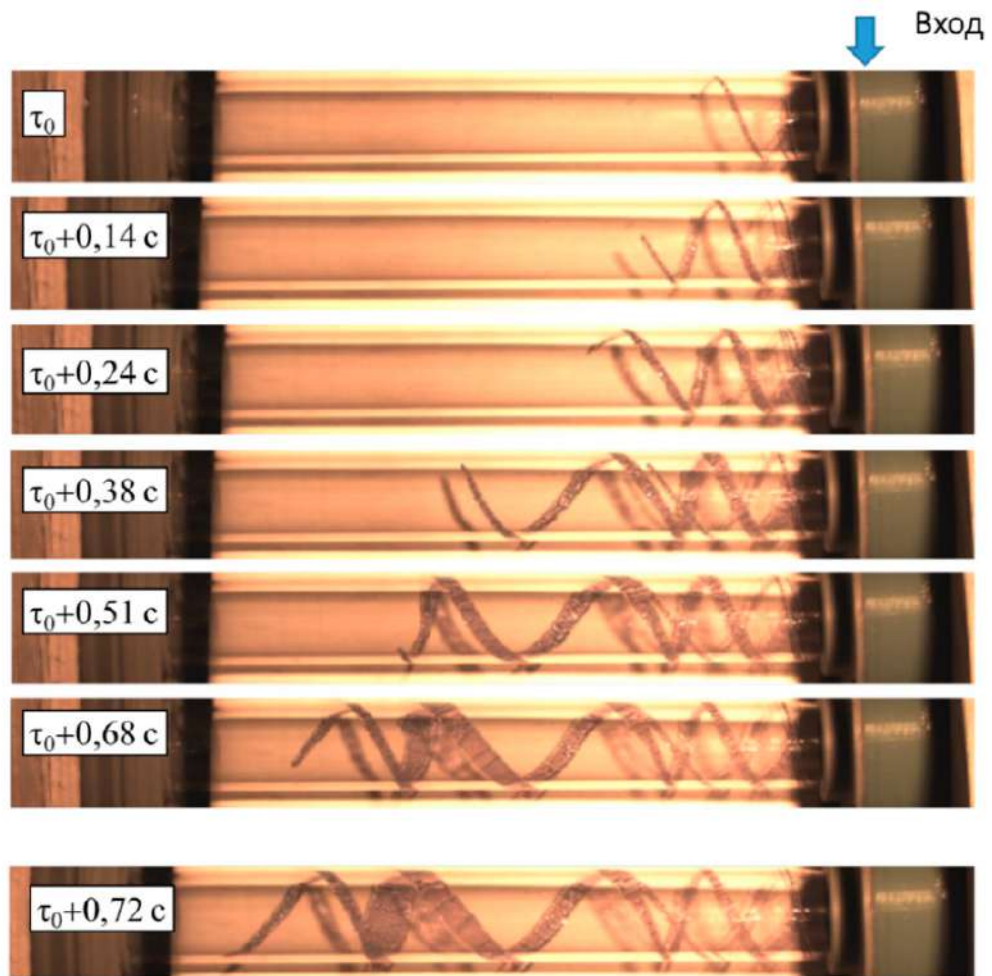 Вход
τ₀
τ₀+0,14 с
τ₀+0,24 с
τ₀+0,38 с
τ₀+0,51 с
τ₀+0,68 с
τ₀+0,72 с